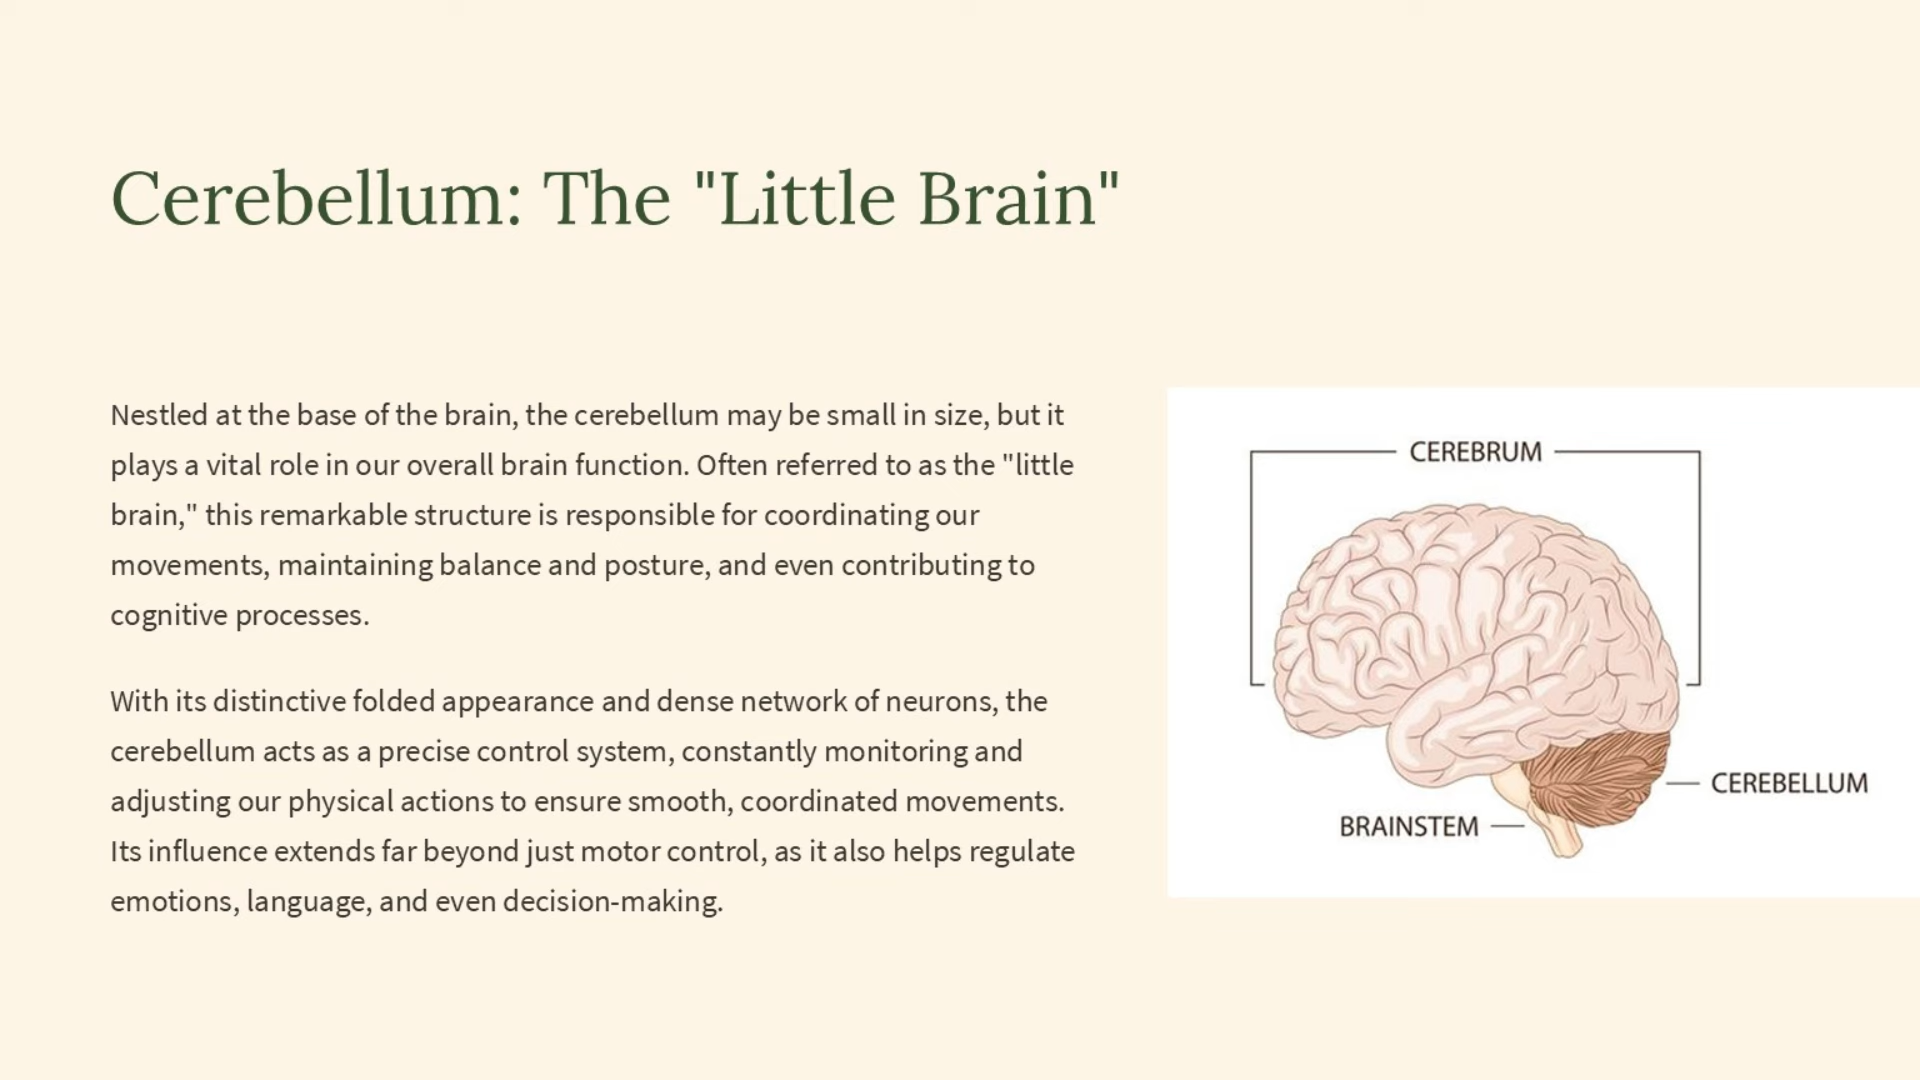 Cerebellum: The "Little Brain"
Nestled at the base of the brain, the cerebellum may be small in size, but it
plays a vital role in our overall brain function. Often referred to as the "little
brain," this remarkable structure is responsible for coordinating our
movements, maintaining balance and posture, and even contributing to
cognitive processes.
With its distinctive folded appearance and dense network of neurons, the
cerebellum acts as a precise control system, constantly monitoring and
adjusting our physical actions to ensure smooth, coordinated movements.
Its influence extends far beyond just motor control, as it also helps regulate
emotions, language, and even decision-making.
CEREBRUM
CEREBELLUM
BRAINSTEM